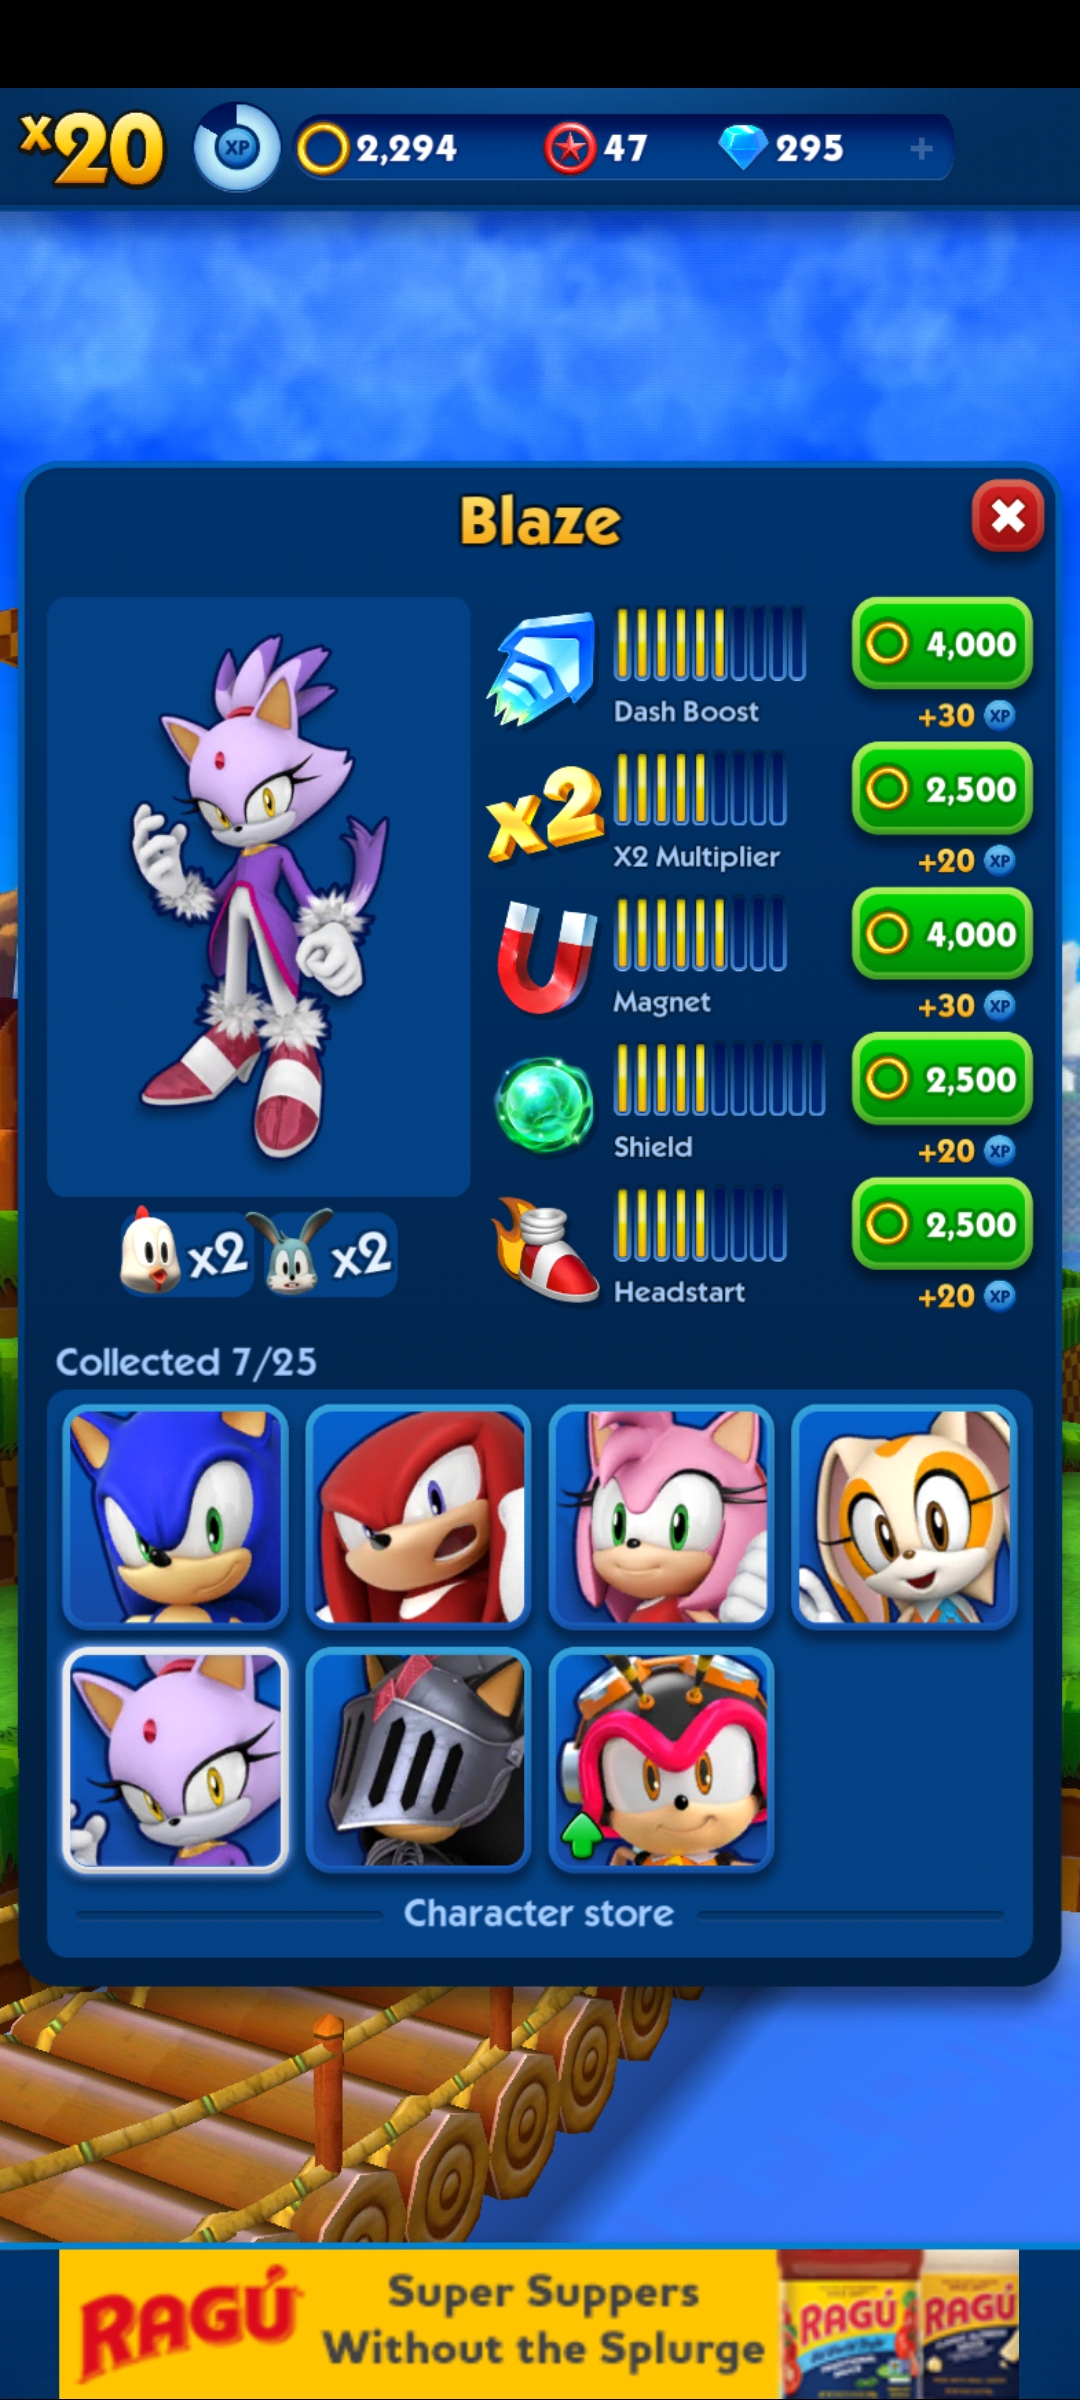 x20
XP
2,294
47
295
+
Blaze
4,000
Dash Boost
+30 XP
x2
2,500
X2 Multiplier
+20 XP
4,000
Magnet
+30 XP
2,500
Shield
+20 XP
x2
x2
2,500
Headstart
+20 XP
Collected 7/25
Character store
RAGÚ
Super Suppers
Without the Splurge
RAGÚ
RAGÚ